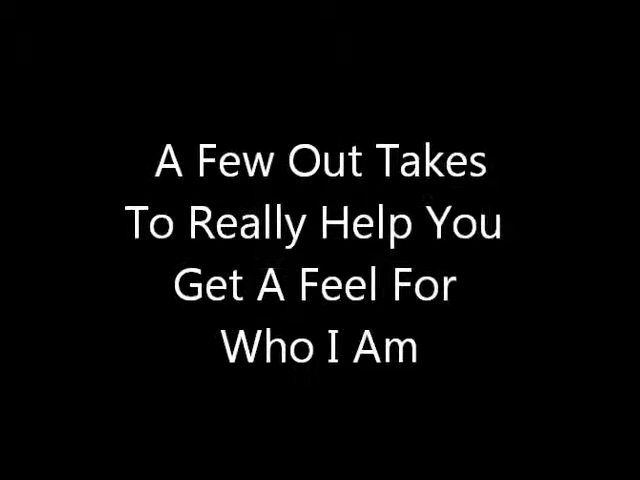 A Few Out Takes
To Really Help You
Get A Feel For
Who I Am